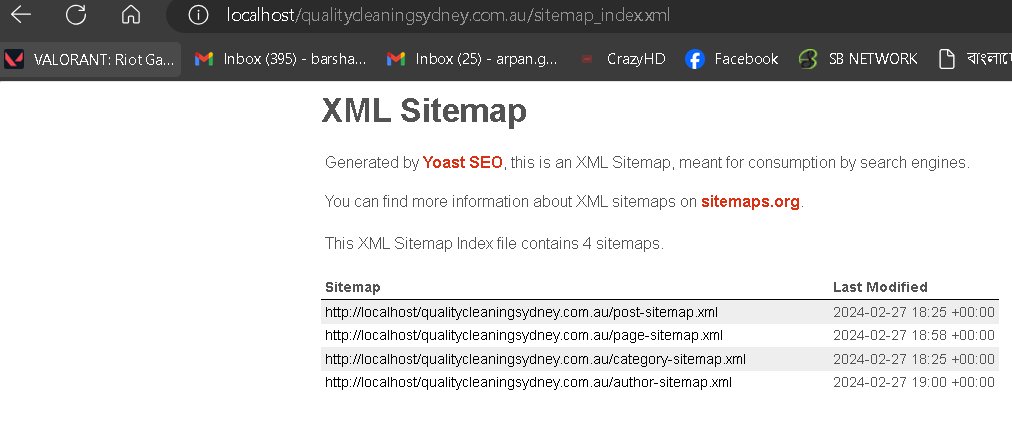 localhost/qualitycleaningsydney.com.au/sitemap_index.xml
VALORANT: Riot Ga... Inbox (395) - barsha... Inbox (25) - arpan.g... CrazyHD Facebook SB NETWORK
XML Sitemap
Generated by Yoast SEO, this is an XML Sitemap, meant for consumption by search engines.
You can find more information about XML sitemaps on sitemaps.org.
This XML Sitemap Index file contains 4 sitemaps.
Sitemap Last Modified
http://localhost/qualitycleaningsydney.com.au/post-sitemap.xml 2024-02-27 18:25 +00:00
http://localhost/qualitycleaningsydney.com.au/page-sitemap.xml 2024-02-27 18:58 +00:00
http://localhost/qualitycleaningsydney.com.au/category-sitemap.xml 2024-02-27 18:25 +00:00
http://localhost/qualitycleaningsydney.com.au/author-sitemap.xml 2024-02-27 19:00 +00:00